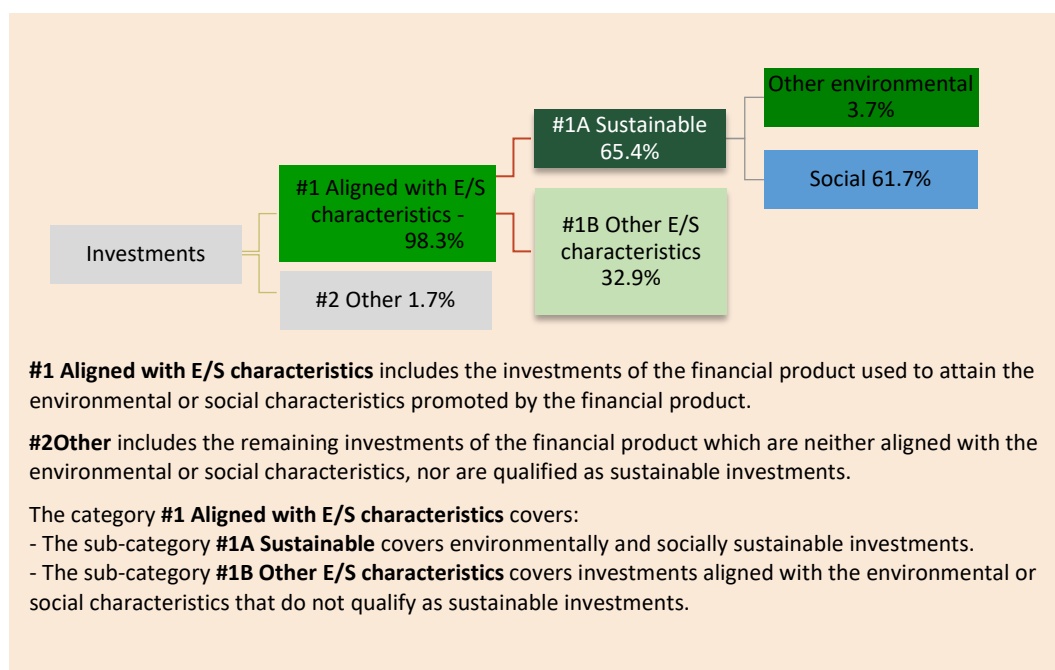 Other environmental
3.7%
#1A Sustainable
65.4%
Social 61.7%
#1 Aligned with E/S
characteristics -
98.3%
#1B Other E/S
characteristics
32.9%
Investments
#2 Other 1.7%
#1 Aligned with E/S characteristics includes the investments of the financial product used to attain the
environmental or social characteristics promoted by the financial product.
#2Other includes the remaining investments of the financial product which are neither aligned with the
environmental or social characteristics, nor are qualified as sustainable investments.
The category #1 Aligned with E/S characteristics covers:
- The sub-category #1A Sustainable covers environmentally and socially sustainable investments.
- The sub-category #1B Other E/S characteristics covers investments aligned with the environmental or
social characteristics that do not qualify as sustainable investments.